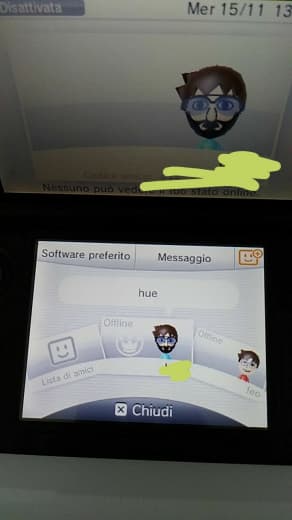 Disattivata
Mer 15/11 13
Nessuno può vedere il tuo stato online.
Software preferito
Messaggio
hue
Offline
Offline
Lista di amici
leo
Chiudi